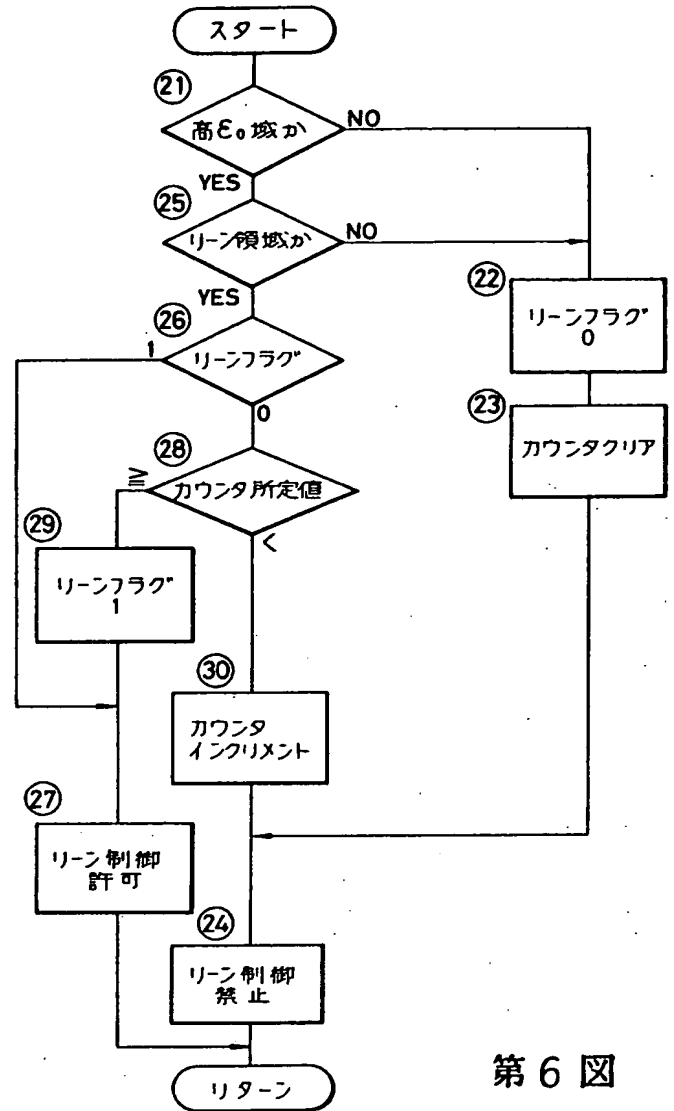 スタート
21
高ε₀域か
NO
YES
25
リーン領域か
NO
YES
22
リーンフラグ
0
26
リーンフラグ
1
0
23
カウンタクリア
28
カウンタ所定値
≧
<
29
リーンフラグ
1
30
カウンタ
インクリメント
27
リーン制御
許可
24
リーン制御
禁止
リターン
第6図